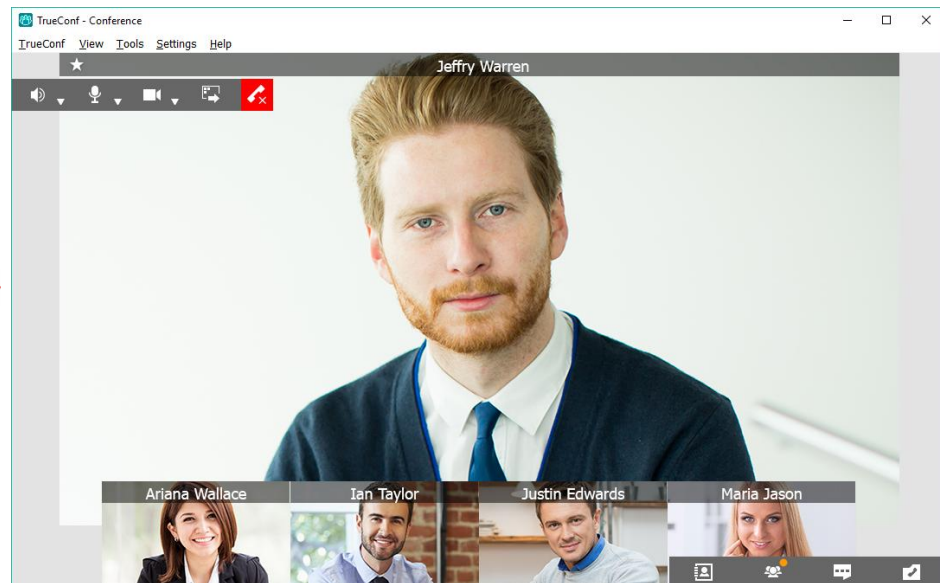 TrueConf - Conference
TrueConf View Tools Settings Help
Jeffry Warren
Ariana Wallace
Ian Taylor
Justin Edwards
Maria Jason